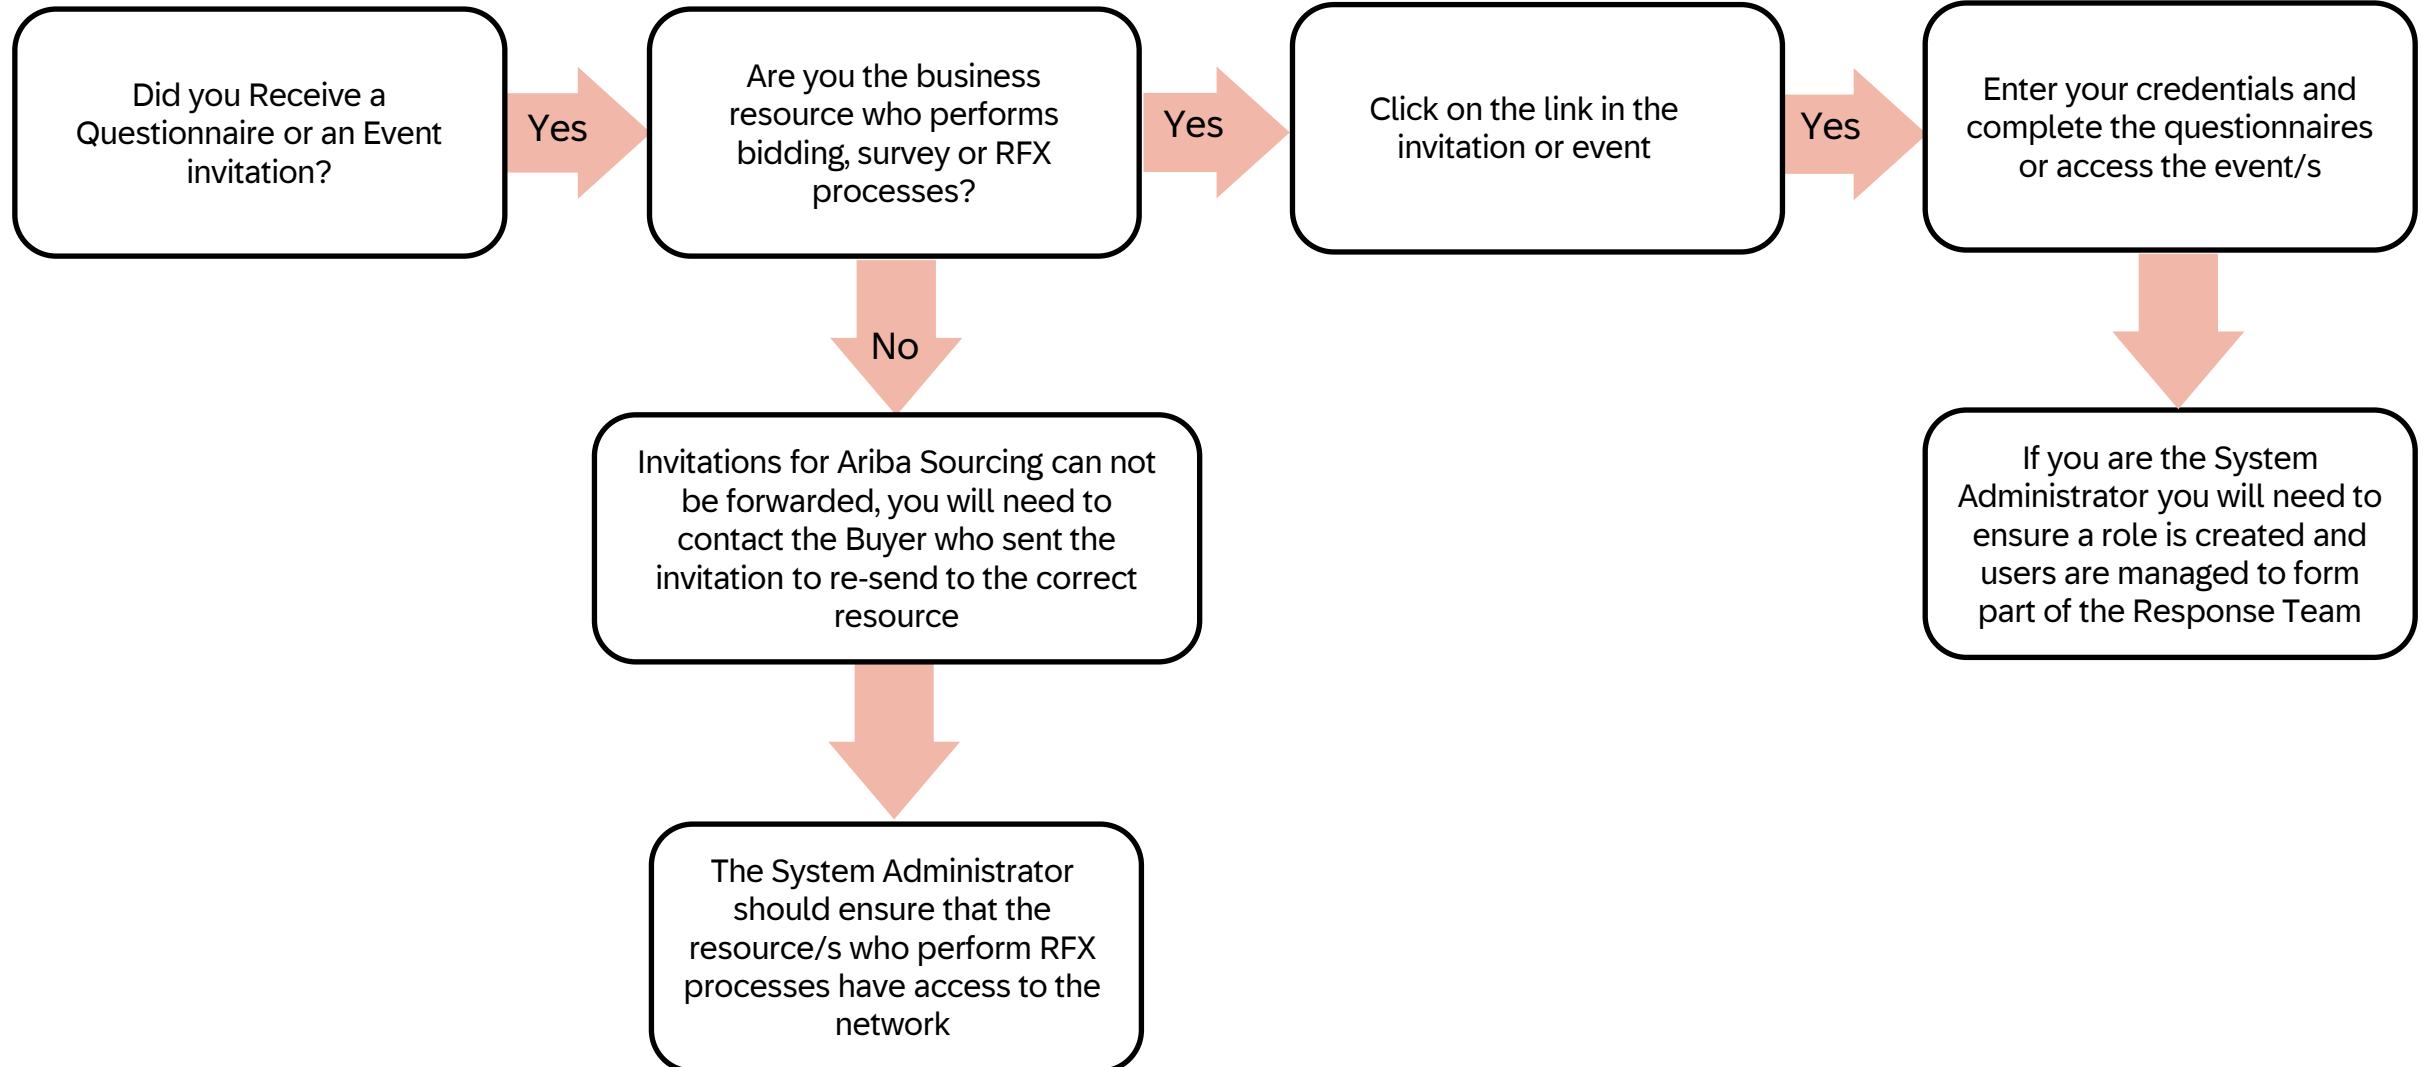 Did you Receive a
Questionnaire or an Event
invitation?
Yes
Are you the business
resource who performs
bidding, survey or RFX
processes?
Yes
Click on the link in the
invitation or event
Yes
Enter your credentials and
complete the questionnaires
or access the event/s
No
Invitations for Ariba Sourcing can not
be forwarded, you will need to
contact the Buyer who sent the
invitation to re-send to the correct
resource
If you are the System
Administrator you will need to
ensure a role is created and
users are managed to form
part of the Response Team
The System Administrator
should ensure that the
resource/s who perform RFX
processes have access to the
network